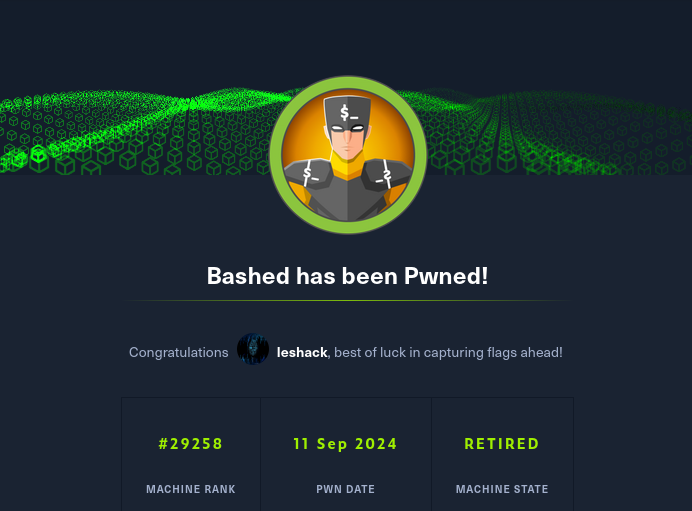 $_
$_
$_
Bashed has been Pwned!
Congratulations leshack, best of luck in capturing flags ahead!
#29258 11 Sep 2024 RETIRED
MACHINE RANK PWN DATE MACHINE STATE